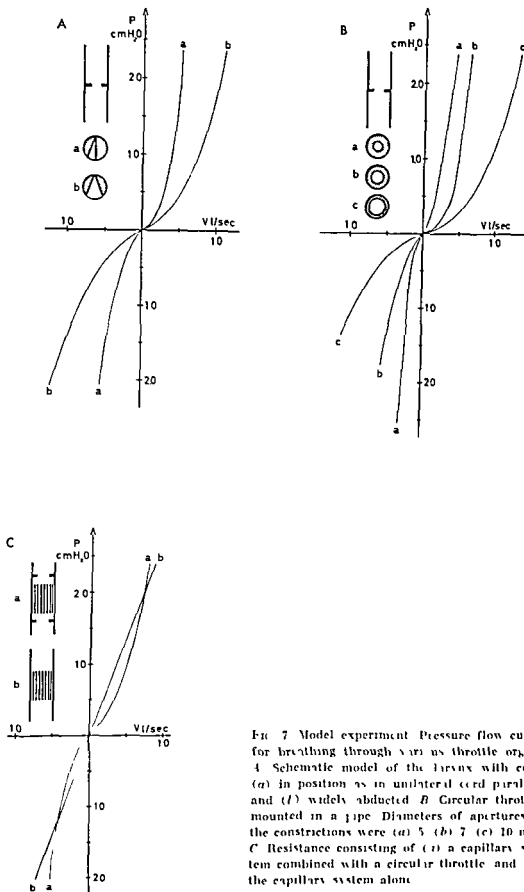 A
P
cmH2O
a
b
20
a
10
b
10
Vl/sec
10
10
20
b
a
B
P
cmH2O
a
b
c
20
a
10
b
c
Vl/sec
10
10
10
c
20
b
a
C
P
cmH2O
a b
a
20
10
b
10
Vl/sec
10
10
20
b a
7 Model experiment Pressure flow
for breathing through throttle
A Schematic model of the larynx with
(a) in position as in unilateral cord
and widely abducted B Circular
mounted in a pipe Diameters of apertures
the constrictions were (a) 5 (b) 7 (c) 10
C Resistance consisting of a capillary
tem combined with a circular throttle and
the capillary system alone